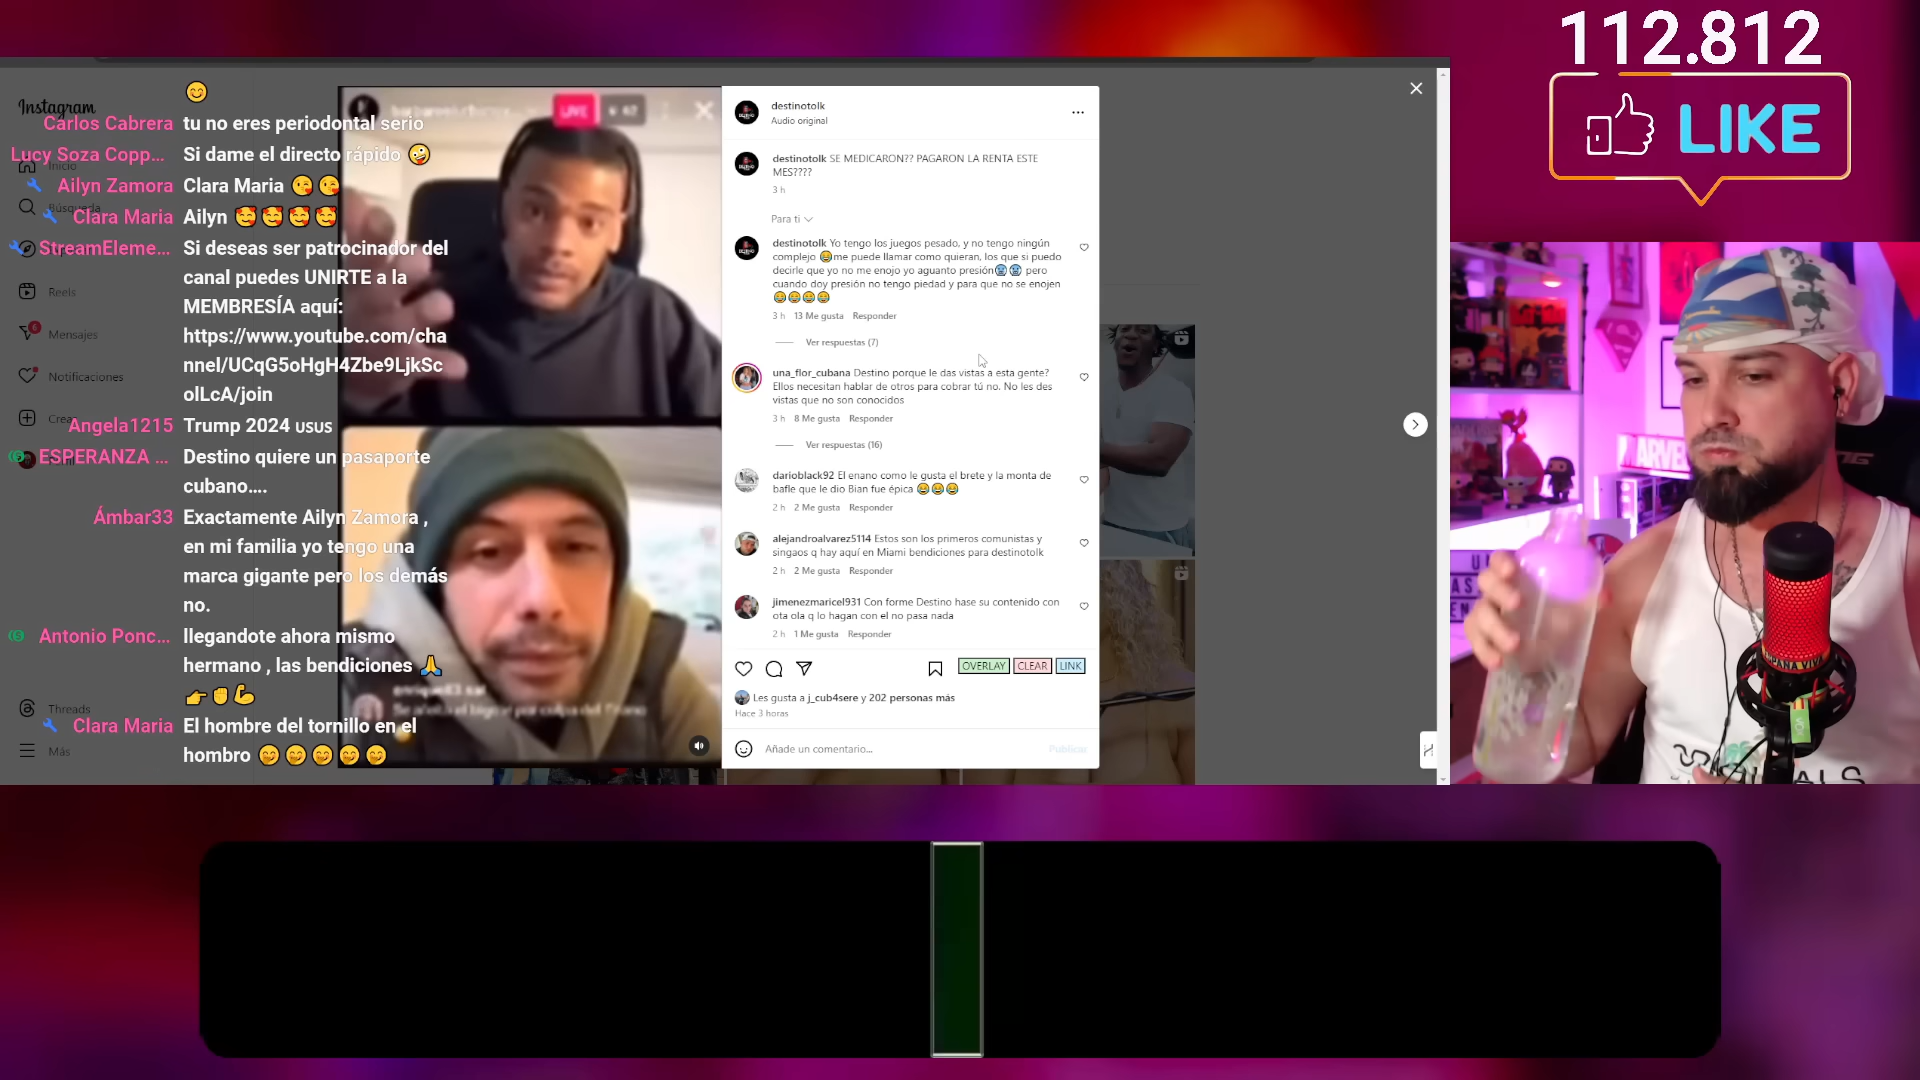 112.812
LIKE
Instagram
Inicio
Búsqueda
Reels
6
Mensajes
Notificaciones
Crear
Threads
Más
Carlos Cabrera tu no eres periodontal serio
Lucy Soza Copp... Si dame el directo rápido
Ailyn Zamora Clara Maria 😘😘
Clara Maria Ailyn 🥰🥰🥰🥰
StreamEleme... Si deseas ser patrocinador del
canal puedes UNIRTE a la
MEMBRESÍA aquí:
https://www.youtube.com/cha
nnel/UCqG5oHgH4Zbe9LjkSc
olLcA/join
Angela1215 Trump 2024 usus
ESPERANZA ... Destino quiere un pasaporte
cubano....
Ámbar33 Exactamente Ailyn Zamora ,
en mi familia yo tengo una
marca gigante pero los demás
no.
Antonio Ponc... llegandote ahora mismo
hermano , las bendiciones 🙏
👉✊💪
Clara Maria El hombre del tornillo en el
hombro 🤭🤭🤭🤭🤭
LIVE
destinotolk
Audio original
destinotolk SE MEDICARON?? PAGARON LA RENTA ESTE
MES????
3 h
Para ti
destinotolk Yo tengo los juegos pesado, y no tengo ningún
complejo 😂me puede llamar como quieran, los que si puedo
decirle que yo no me enojo yo aguanto presión🥶🥶 pero
cuando doy presión no tengo piedad y para que no se enojen
😂😂😂😂
3 h 13 Me gusta Responder
Ver respuestas (7)
una_flor_cubana Destino porque le das vistas a esta gente?
Ellos necesitan hablar de otros para cobrar tú no. No les des
vistas que no son conocidos
3 h 8 Me gusta Responder
Ver respuestas (16)
darioblack92 El enano como le gusta el brete y la monta de
bafle que le dio Bian fue épica 😂😂😂
2 h 2 Me gusta Responder
alejandroalvarez5114 Estos son los primeros comunistas y
singaos q hay aquí en Miami bendiciones para destinotolk
2 h 2 Me gusta Responder
jimenezmaricel931 Con forme Destino hase su contenido con
ota ola q lo hagan con el no pasa nada
2 h 1 Me gusta Responder
OVERLAY CLEAR LINK
Les gusta a j_cub4sere y 202 personas más
Hace 3 horas
Añade un comentario...
Publicar
MARVEL